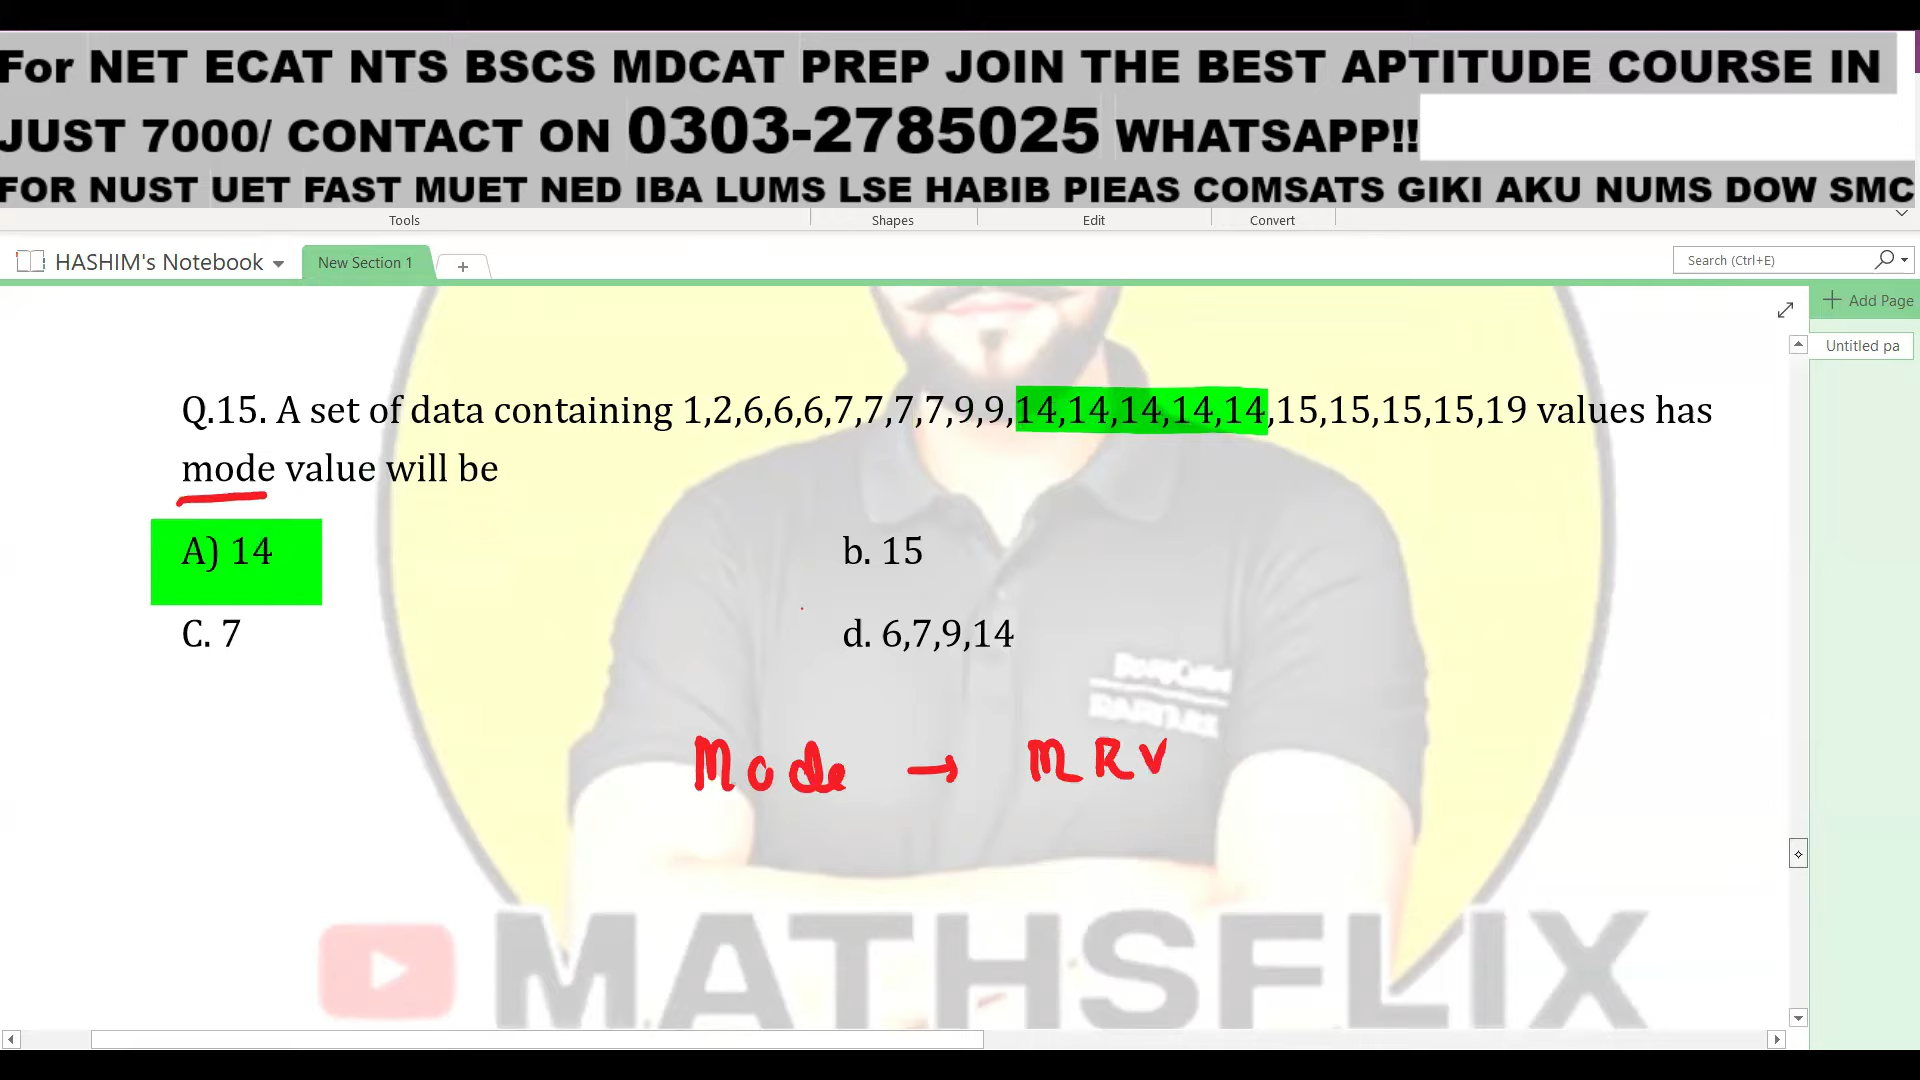 For NET ECAT NTS BSCS MDCAT PREP JOIN THE BEST APTITUDE COURSE IN
JUST 7000/ CONTACT ON 0303-2785025 WHATSAPP!!
FOR NUST UET FAST MUET NED IBA LUMS LSE HABIB PIEAS COMSATS GIKI AKU NUMS DOW SMC
Tools Shapes Edit Convert
HASHIM's Notebook New Section 1 Search (Ctrl+E)
Add Page
Untitled pa
Q.15. A set of data containing 1,2,6,6,6,7,7,7,7,9,9,14,14,14,14,14,15,15,15,15,19 values has
mode value will be
A) 14 b. 15
C. 7 d. 6,7,9,14
Mode → MRV
MATHSFLIX